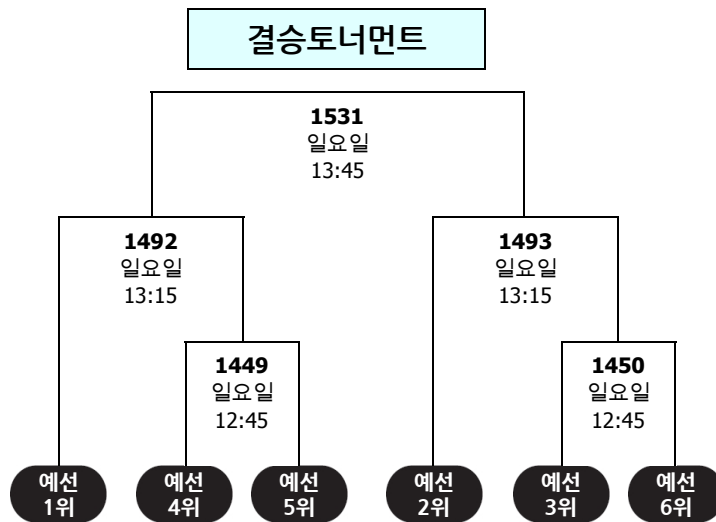 결승토너먼트
1531
일요일
13:45
1492
일요일
13:15
1493
일요일
13:15
1449
일요일
12:45
1450
일요일
12:45
예선
1위
예선
4위
예선
5위
예선
2위
예선
3위
예선
6위